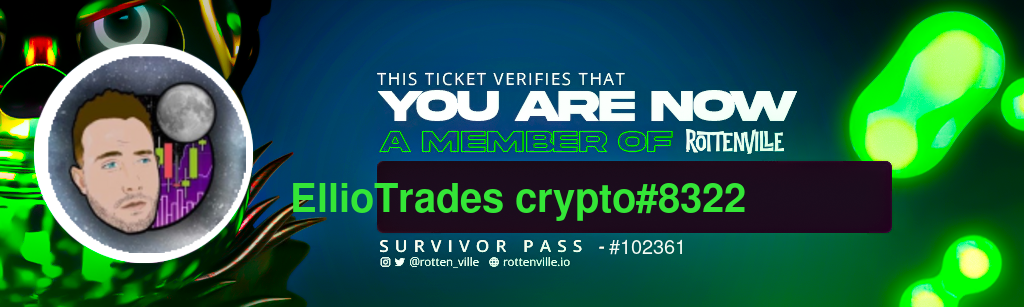 THIS TICKET VERIFIES THAT
YOU ARE NOW
A MEMBER OF ROTTENVILLE
EllioTrades crypto#8322
SURVIVOR PASS - #102361
@rotten_ville rottenville.io